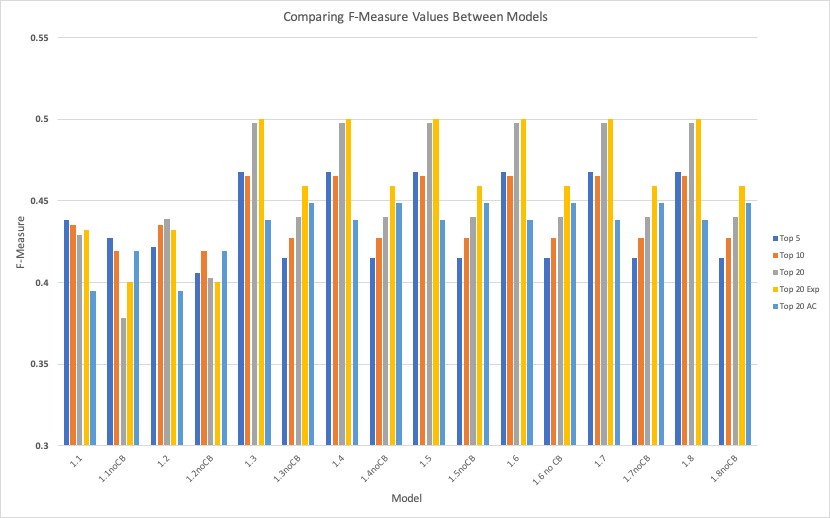 Comparing F-Measure Values Between Models
0.55
0.5
0.45
0.4
0.35
0.3
F-Measure
1.1
1.1noCB
1.2
1.2noCB
1.3
1.3noCB
1.4
1.4noCB
1.5
1.5noCB
1.6
1.6 no CB
1.7
1.7noCB
1.8
1.8noCB
Model
Top 5
Top 10
Top 20
Top 20 Exp
Top 20 AC